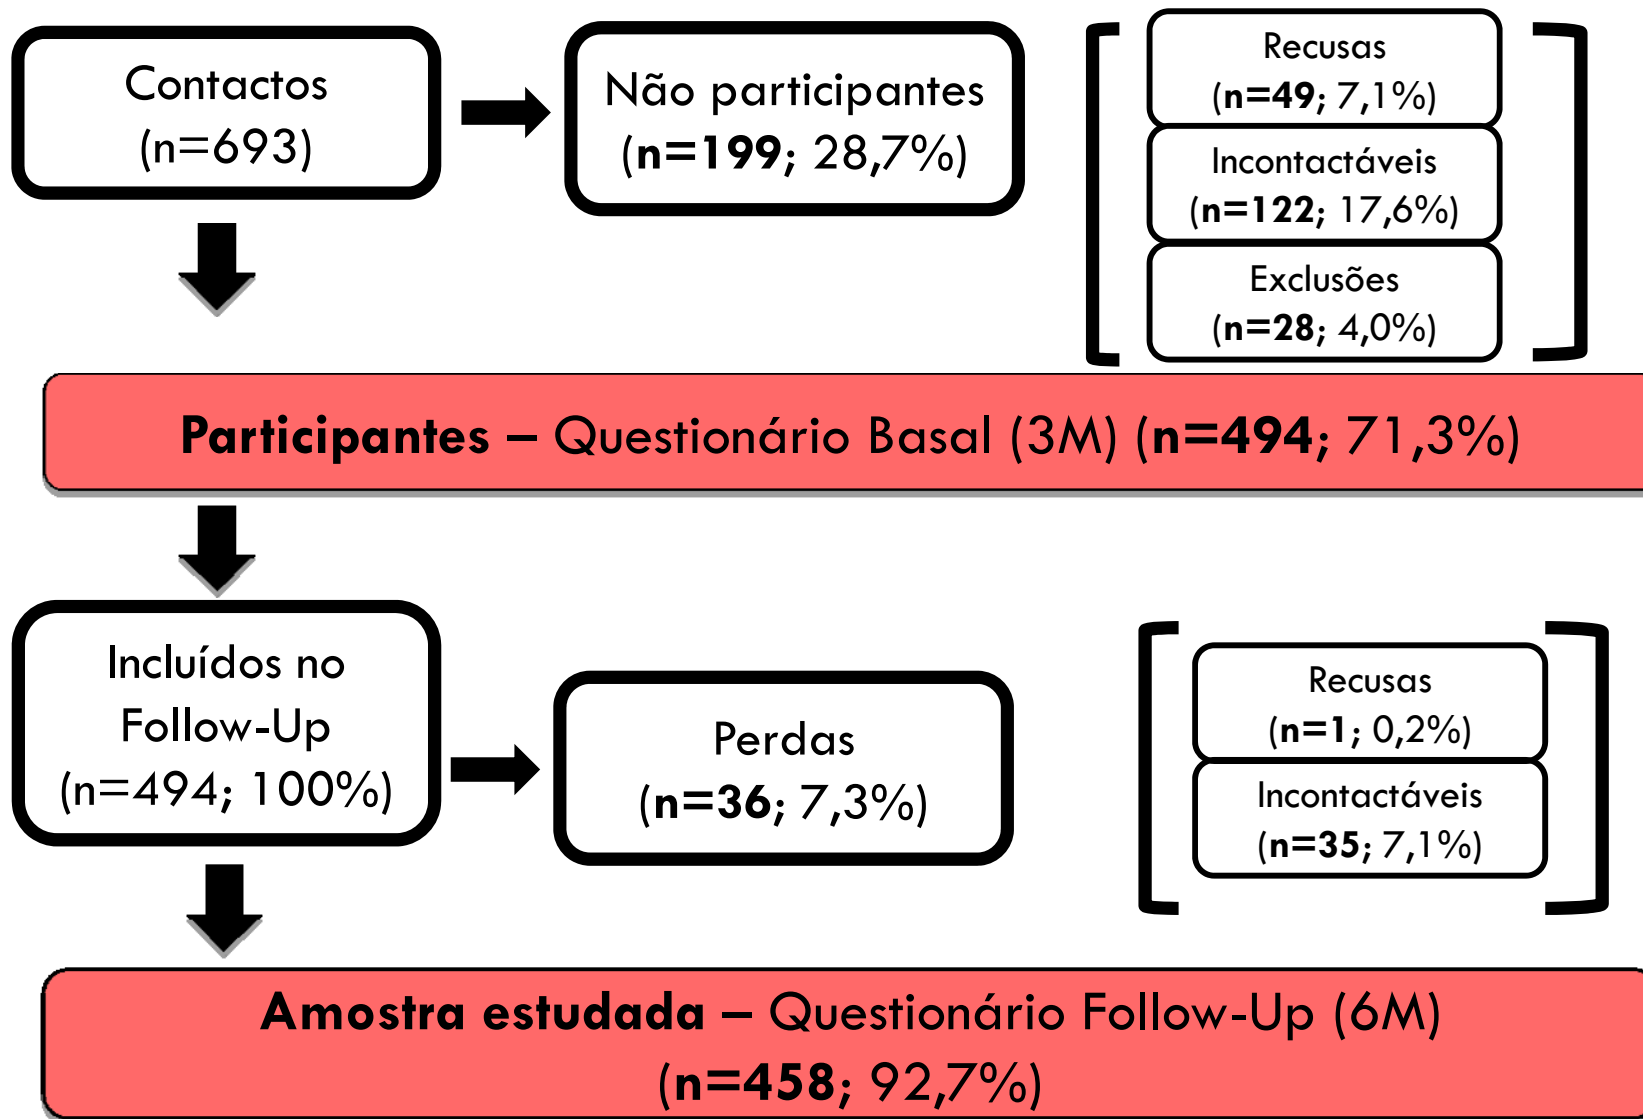 Contactos
(n=693)
Não participantes
(n=199; 28,7%)
Recusas
(n=49; 7,1%)
Incontactáveis
(n=122; 17,6%)
Exclusões
(n=28; 4,0%)
Participantes – Questionário Basal (3M) (n=494; 71,3%)
Incluídos no
Follow-Up
(n=494; 100%)
Perdas
(n=36; 7,3%)
Recusas
(n=1; 0,2%)
Incontactáveis
(n=35; 7,1%)
Amostra estudada – Questionário Follow-Up (6M)
(n=458; 92,7%)